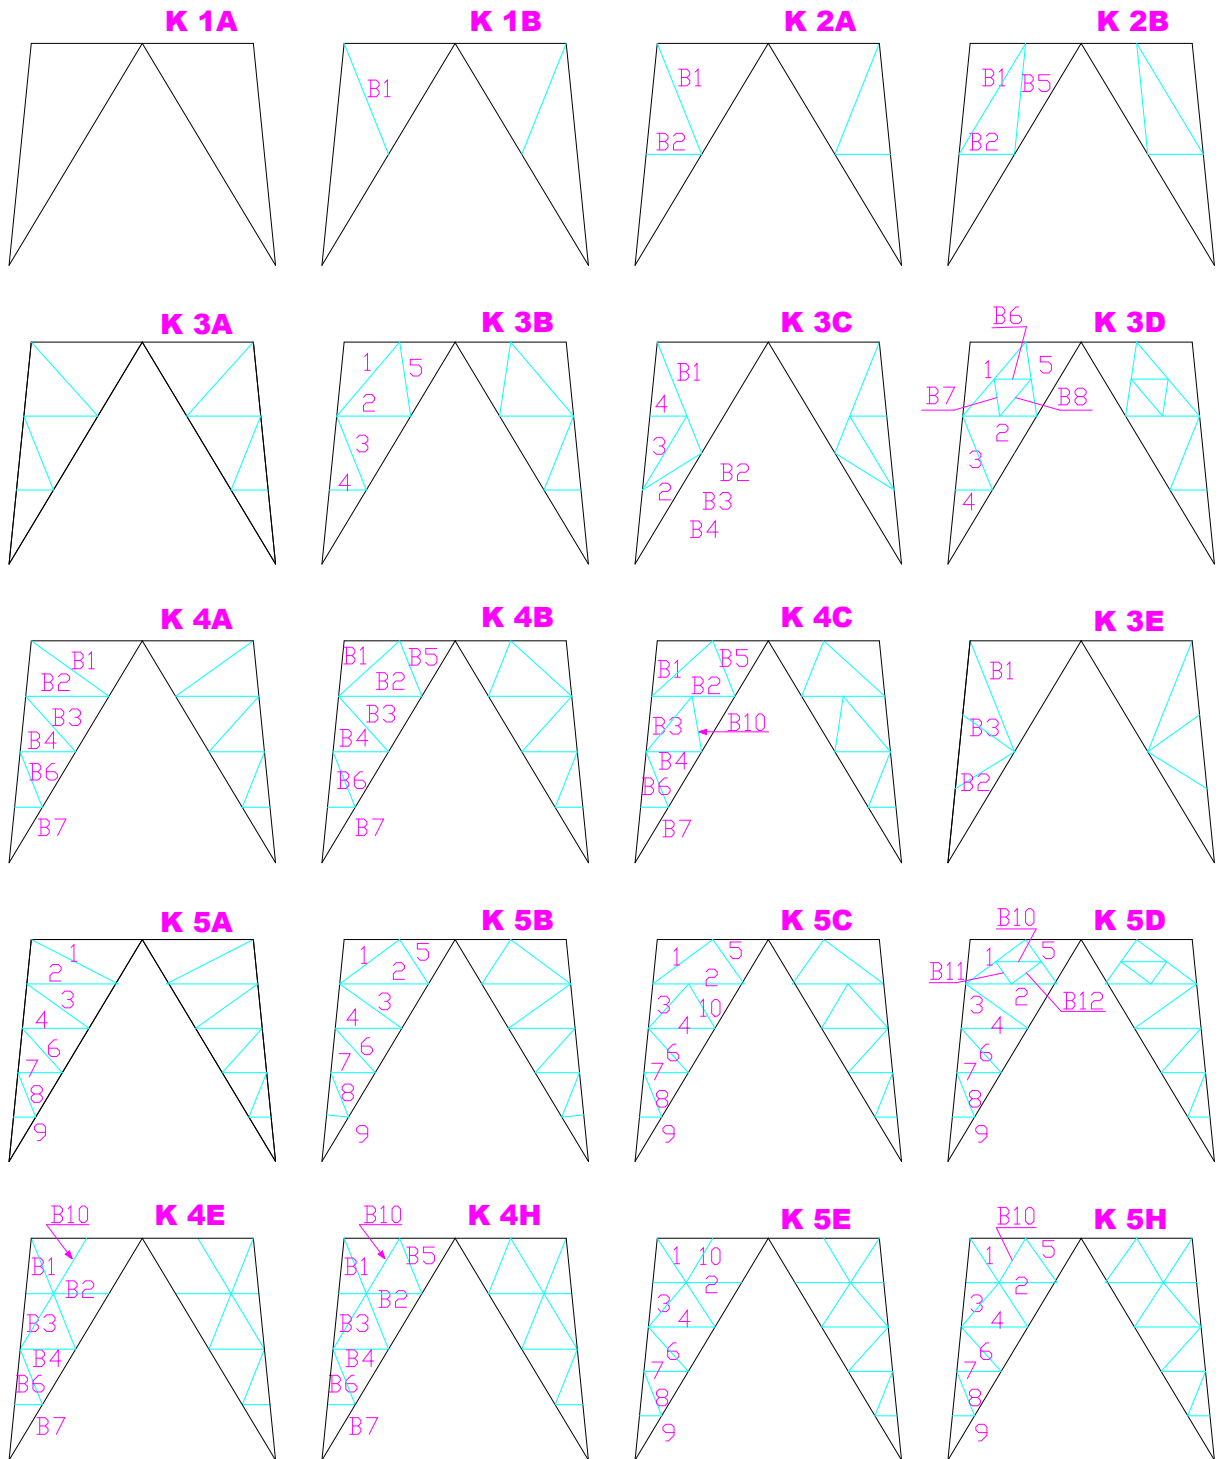 K 1A K 1B K 2A K 2B
B1 B1 B1 B5
B2 B2
K 3A K 3B K 3C K 3D
B6
1 5 B1 1 5
2 4 B7 B8
3 3 2
4 2 B2 3
B3 4
B4
K 4A K 4B K 4C K 3E
B1 B1 B5 B1 B5 B1
B2 B2 B2
B3 B3 B3 B10 B3
B4 B4 B4
B6 B6 B6 B2
B7 B7 B7
K 5A K 5B K 5C K 5D
B10
1 1 5 1 5 1 5
2 2 2 B11 B12
3 3 3 10 3 2
4 4 4 4
6 6 6 6
7 7 7 7
8 8 8 8
9 9 9 9
K 4E K 4H K 5E K 5H
B10 B10 B10
B1 B1 B5 1 10 1 5
B2 B2 2 2
B3 B3 3 3
B4 B4 4 4
B6 B6 6 6
B7 B7 7 7
8 8
9 9